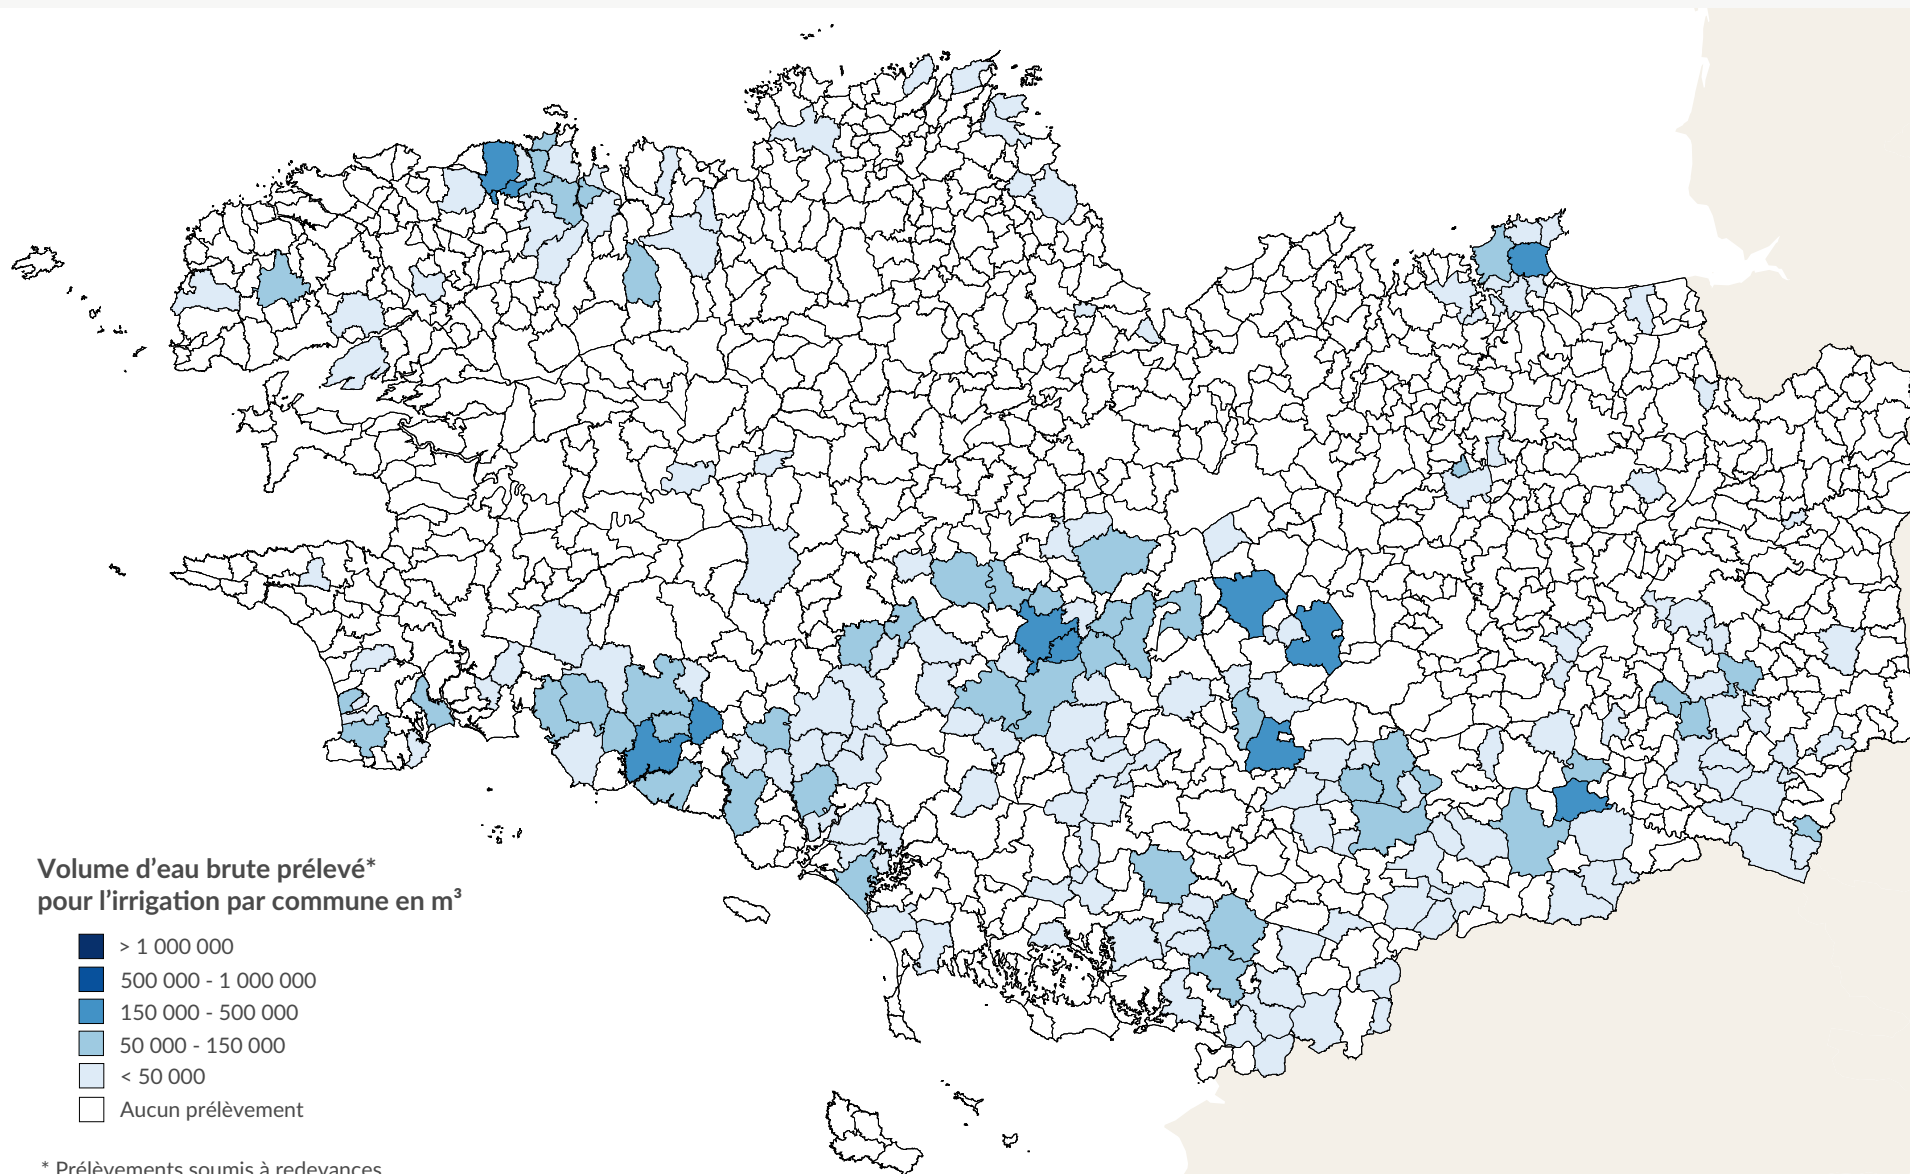 Volume d’eau brute prélevé*
pour l’irrigation par commune en m³
> 1 000 000
500 000 - 1 000 000
150 000 - 500 000
50 000 - 150 000
< 50 000
Aucun prélèvement
* Prélèvements soumis à redevances